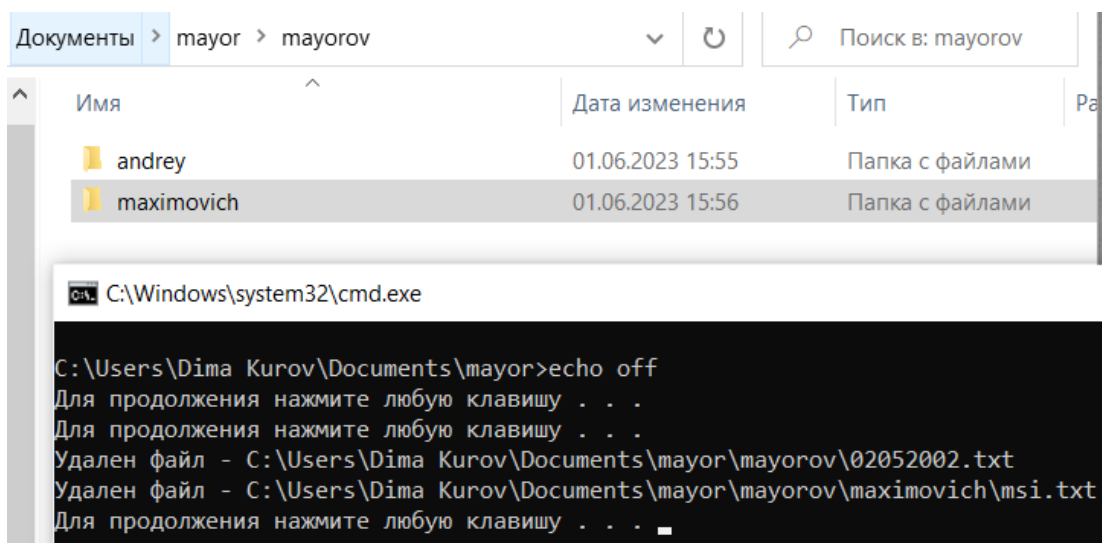 Документы > mayor > mayorov Поиск в: mayorov
Имя Дата изменения Тип Ра
andrey 01.06.2023 15:55 Папка с файлами
maximovich 01.06.2023 15:56 Папка с файлами
C:\Windows\system32\cmd.exe
C:\Users\Dima Kurov\Documents\mayor>echo off
Для продолжения нажмите любую клавишу . . .
Для продолжения нажмите любую клавишу . . .
Удален файл - C:\Users\Dima Kurov\Documents\mayor\mayorov\02052002.txt
Удален файл - C:\Users\Dima Kurov\Documents\mayor\mayorov\maximovich\msi.txt
Для продолжения нажмите любую клавишу . . .